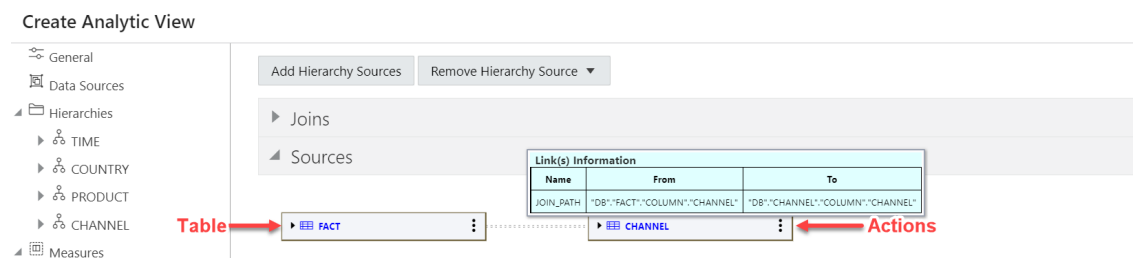 Create Analytic View
General
Data Sources
Hierarchies
TIME
COUNTRY
PRODUCT
CHANNEL
Measures
Add Hierarchy Sources
Remove Hierarchy Source
Joins
Sources
Link(s) Information
Name From To
JOIN_PATH "DB"."FACT"."COLUMN"."CHANNEL" "DB"."CHANNEL"."COLUMN"."CHANNEL"
Table
FACT
CHANNEL
Actions